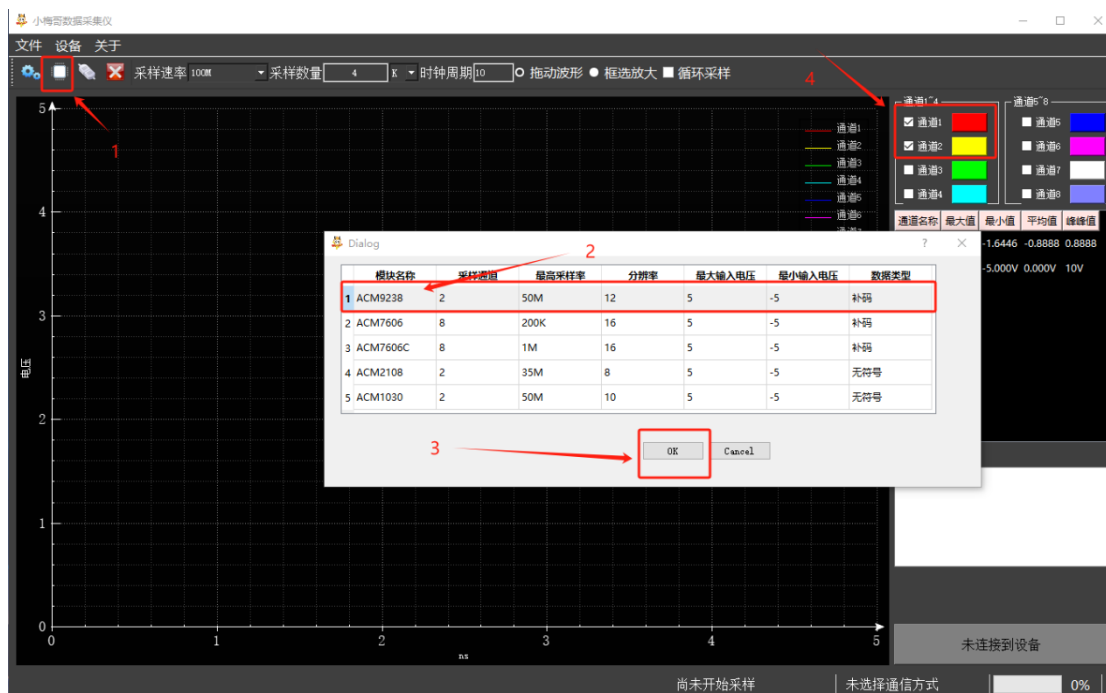 小梅哥数据采集仪
文件 设备 关于
采样速率 100M 采样数量 4 K 时钟周期 10 拖动波形 框选放大 循环采样
1
2
3
4
通道1~4
通道1
通道2
通道3
通道4
通道5~8
通道5
通道6
通道7
通道8
通道1
通道2
通道3
通道4
通道5
通道6
通道名称 最大值 最小值 平均值 峰峰值
-1.6446 -0.8888 0.8888
-5.000V 0.000V 10V
Dialog ?
模块名称 采样通道 最高采样率 分辨率 最大输入电压 最小输入电压 数据类型
1 ACM9238 2 50M 12 5 -5 补码
2 ACM7606 8 200K 16 5 -5 补码
3 ACM7606C 8 1M 16 5 -5 补码
4 ACM2108 2 35M 8 5 -5 无符号
5 ACM1030 2 50M 10 5 -5 无符号
OK Cancel
电压
5
4
3
2
1
0
0 1 2 3 4 5
ns
未连接到设备
尚未开始采样 未选择通信方式 0%